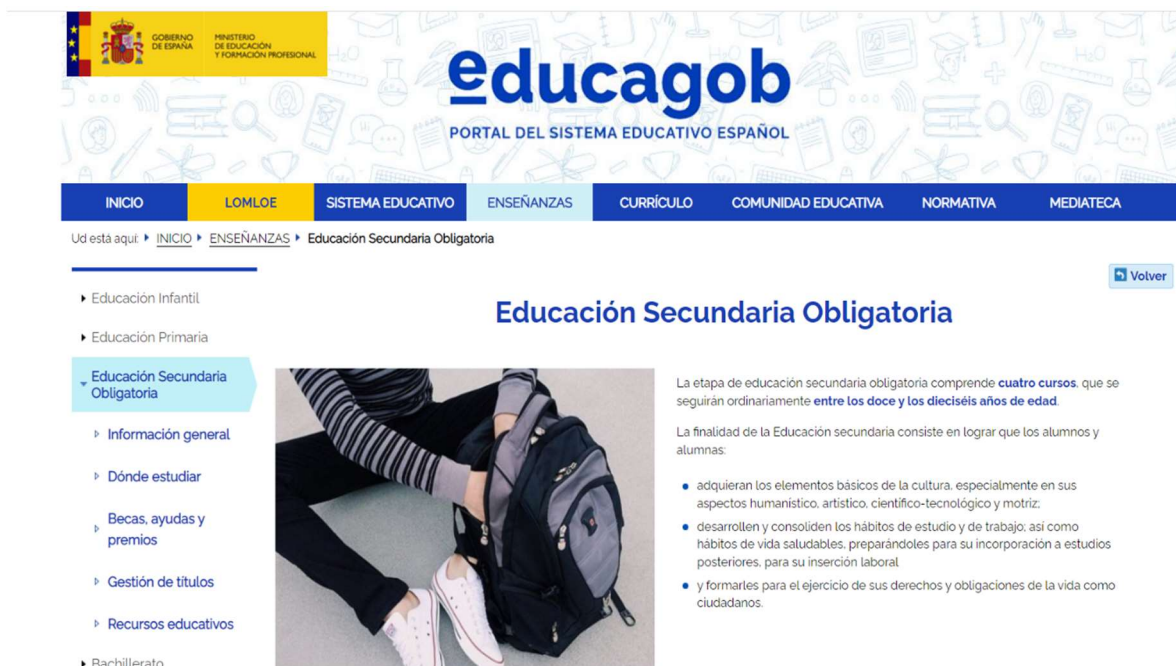 GOBIERNO
DE ESPAÑA
MINISTERIO
DE EDUCACIÓN
Y FORMACIÓN PROFESIONAL
educagob
PORTAL DEL SISTEMA EDUCATIVO ESPAÑOL
INICIO LOMLOE SISTEMA EDUCATIVO ENSEÑANZAS CURRÍCULO COMUNIDAD EDUCATIVA NORMATIVA MEDIATECA
Ud está aquí: INICIO ENSEÑANZAS Educación Secundaria Obligatoria
Volver
Educación Infantil
Educación Primaria
Educación Secundaria
Obligatoria
Información general
Dónde estudiar
Becas, ayudas y
premios
Gestión de títulos
Recursos educativos
Bachillerato
Educación Secundaria Obligatoria
La etapa de educación secundaria obligatoria comprende cuatro cursos, que se
seguirán ordinariamente entre los doce y los dieciséis años de edad.
La finalidad de la Educación secundaria consiste en lograr que los alumnos y
alumnas:
adquieran los elementos básicos de la cultura, especialmente en sus
aspectos humanístico, artístico, científico-tecnológico y motriz;
desarrollen y consoliden los hábitos de estudio y de trabajo; así como
hábitos de vida saludables, preparándoles para su incorporación a estudios
posteriores, para su inserción laboral
y formarles para el ejercicio de sus derechos y obligaciones de la vida como
ciudadanos.